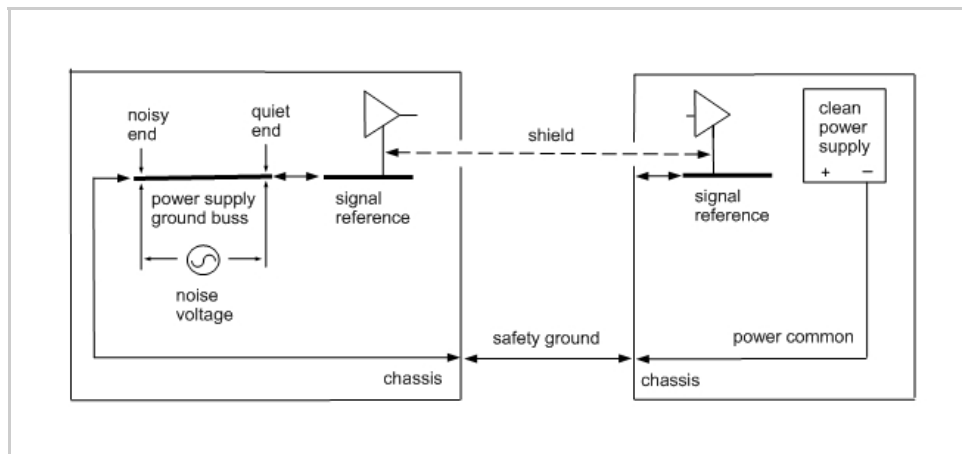 noisy
end
quiet
end
power supply
ground buss
noise
voltage
signal
reference
chassis
shield
safety ground
signal
reference
clean
power
supply
+ −
power common
chassis